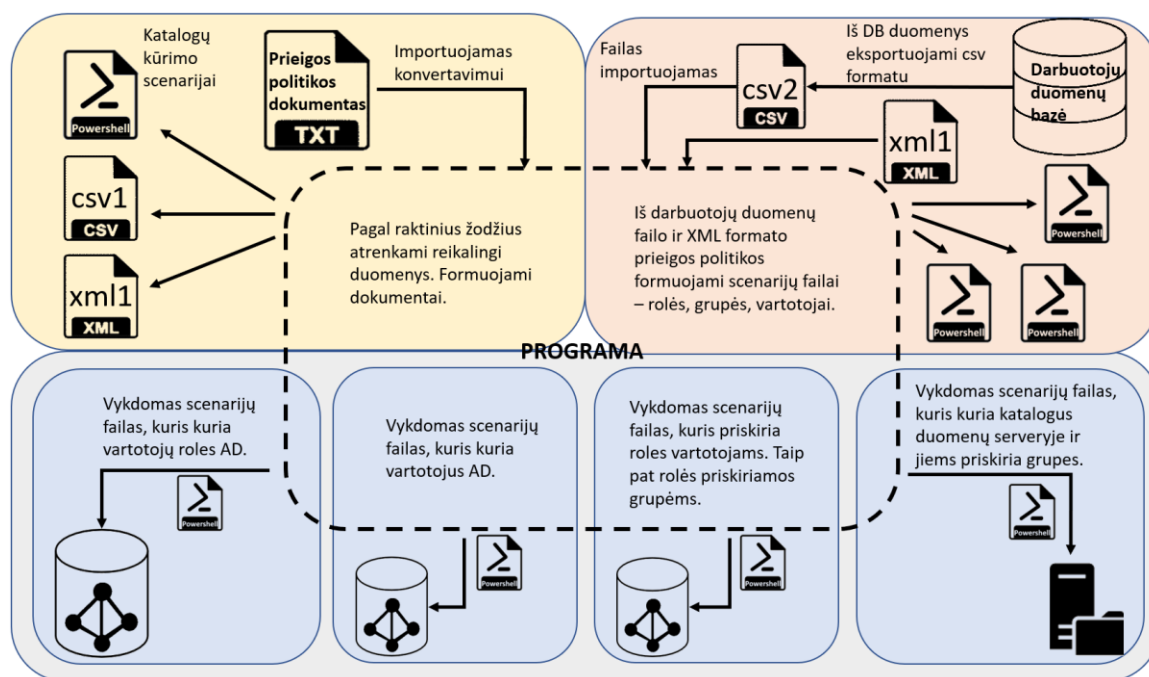 Katalogų
kūrimo
scenarijai
Powershell
Prieigos
politikos
dokumentas
TXT
Importuojamas
konvertavimui
csv1
CSV
xml1
XML
Pagal raktinius žodžius
atrenkami reikalingi
duomenys. Formuojami
dokumentai.
Failas
importuojamas
Iš DB duomenys
eksportuojami csv
formatu
csv2
CSV
Darbuotojų
duomenų
bazė
xml1
XML
Powershell
Powershell
Powershell
Iš darbuotojų duomenų
failo ir XML formato
prieigos politikos
formuojami scenarijų failai
– rolės, grupės, vartotojai.
PROGRAMA
Vykdomas scenarijų
failas, kuris kuria
vartotojų roles AD.
Powershell
Vykdomas scenarijų
failas, kuris kuria
vartotojus AD.
Powershell
Vykdomas scenarijų
failas, kuris priskiria
roles vartotojams. Taip
pat rolės priskiriamos
grupėms.
Powershell
Vykdomas scenarijų failas,
kuris kuria katalogus
duomenų serveryje ir
jiems priskiria grupes.
Powershell